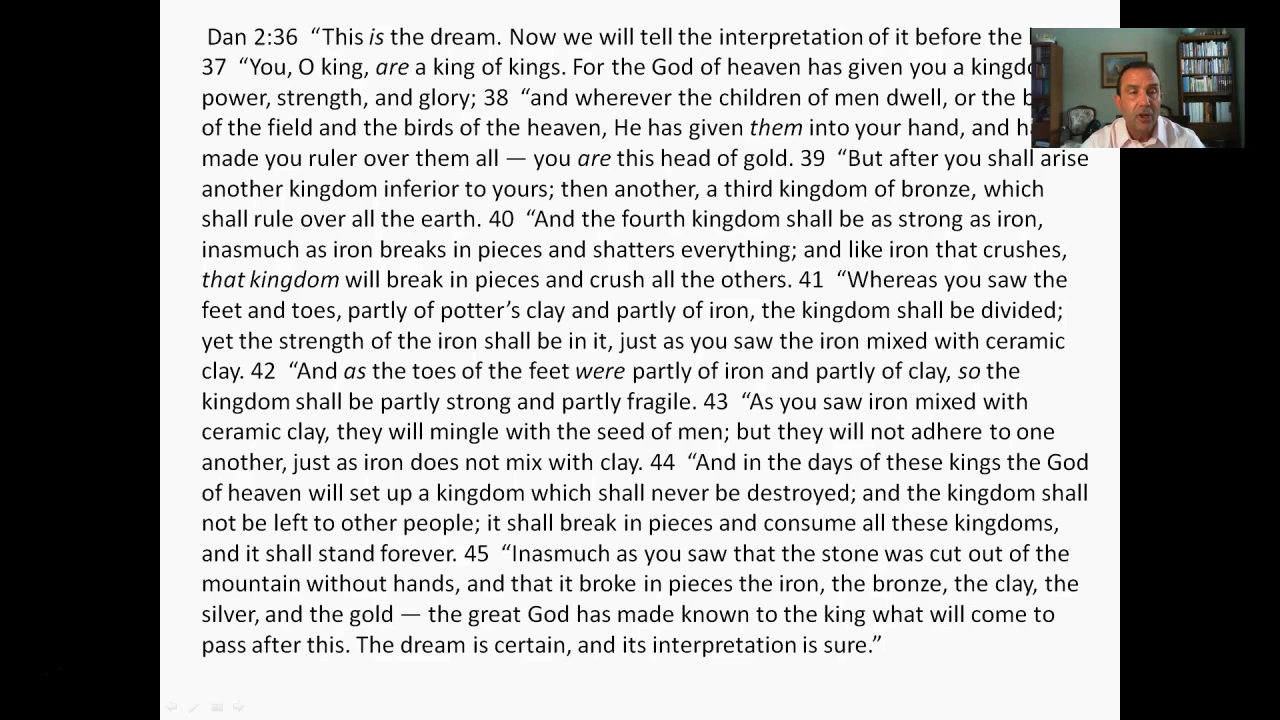 Dan 2:36 “This is the dream. Now we will tell the interpretation of it before the
37 “You, O king, are a king of kings. For the God of heaven has given you a
power, strength, and glory; 38 “and wherever the children of men dwell, or the
of the field and the birds of the heaven, He has given them into your hand, and
made you ruler over them all — you are this head of gold. 39 “But after you shall arise
another kingdom inferior to yours; then another, a third kingdom of bronze, which
shall rule over all the earth. 40 “And the fourth kingdom shall be as strong as iron,
inasmuch as iron breaks in pieces and shatters everything; and like iron that crushes,
that kingdom will break in pieces and crush all the others. 41 “Whereas you saw the
feet and toes, partly of potter’s clay and partly of iron, the kingdom shall be divided;
yet the strength of the iron shall be in it, just as you saw the iron mixed with ceramic
clay. 42 “And as the toes of the feet were partly of iron and partly of clay, so the
kingdom shall be partly strong and partly fragile. 43 “As you saw iron mixed with
ceramic clay, they will mingle with the seed of men; but they will not adhere to one
another, just as iron does not mix with clay. 44 “And in the days of these kings the God
of heaven will set up a kingdom which shall never be destroyed; and the kingdom shall
not be left to other people; it shall break in pieces and consume all these kingdoms,
and it shall stand forever. 45 “Inasmuch as you saw that the stone was cut out of the
mountain without hands, and that it broke in pieces the iron, the bronze, the clay, the
silver, and the gold — the great God has made known to the king what will come to
pass after this. The dream is certain, and its interpretation is sure.”